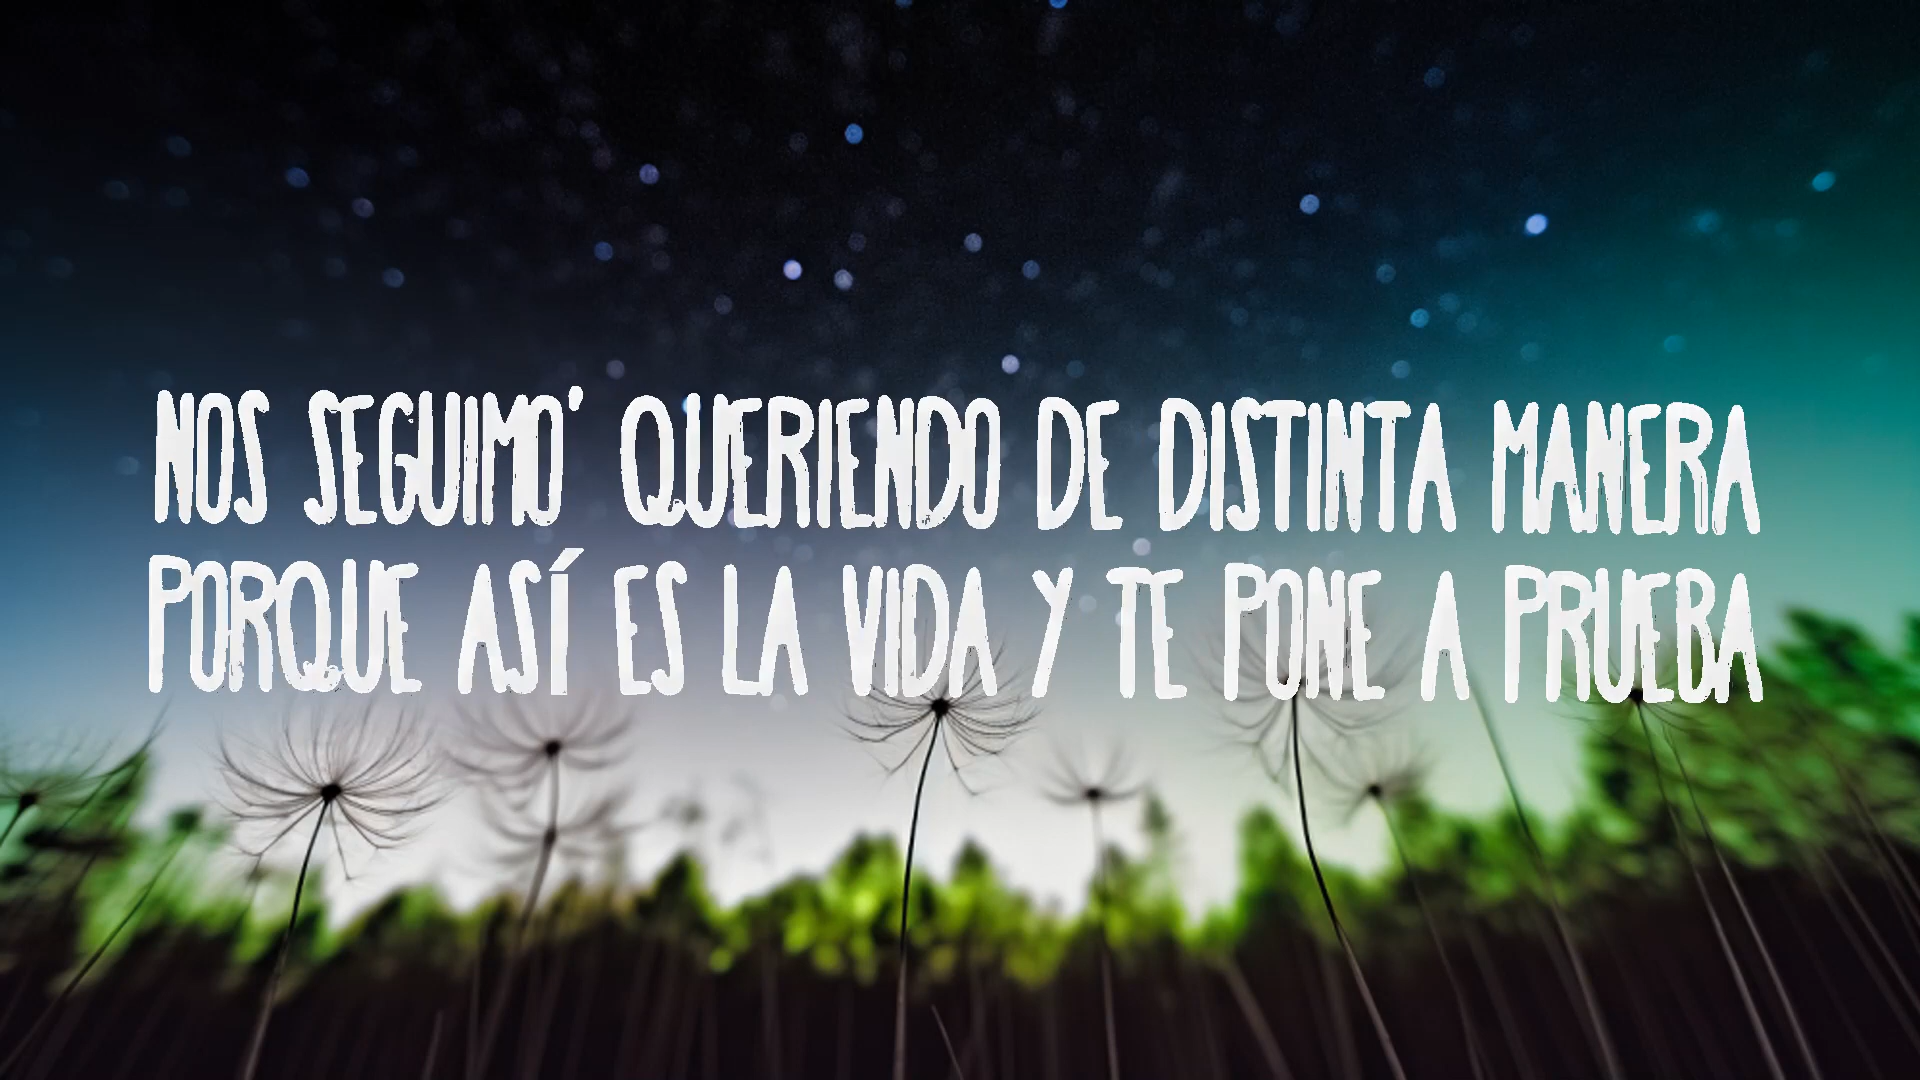 NOS SEGUIMO' QUERIENDO DE DISTINTA MANERA
PORQUE ASÍ ES LA VIDA Y TE PONE A PRUEBA